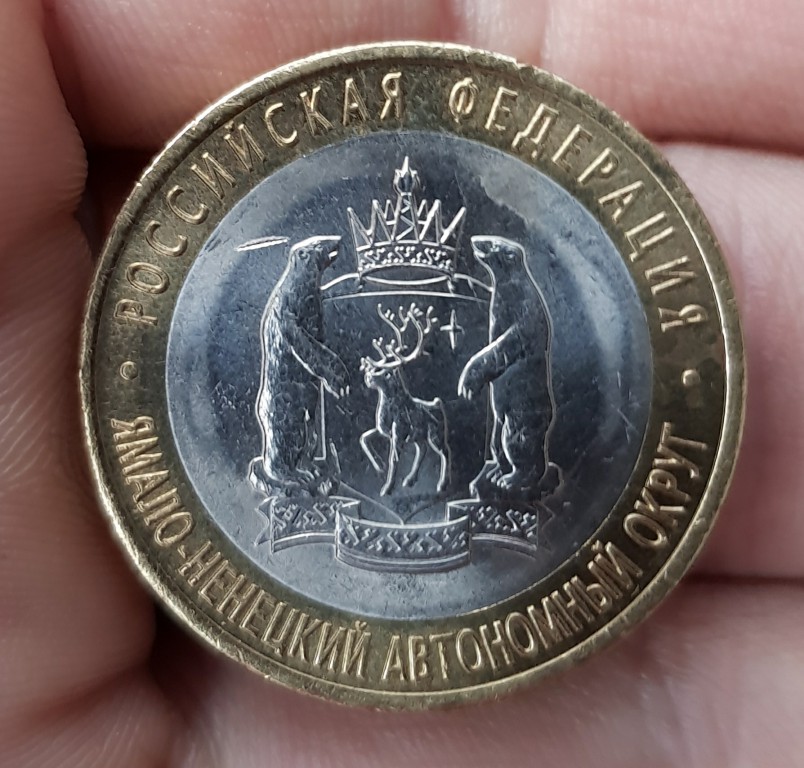 РОССИЙСКАЯ ФЕДЕРАЦИЯ
ЯМАЛО-НЕНЕЦКИЙ АВТОНОМНЫЙ ОКРУГ